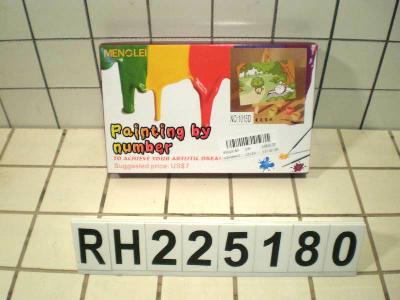 MENGLEI
NO:1015D
Painting by
number
TO ACHIEVE YOUR ARTISTIC DREAM
Suggested price: US$7
RH225180